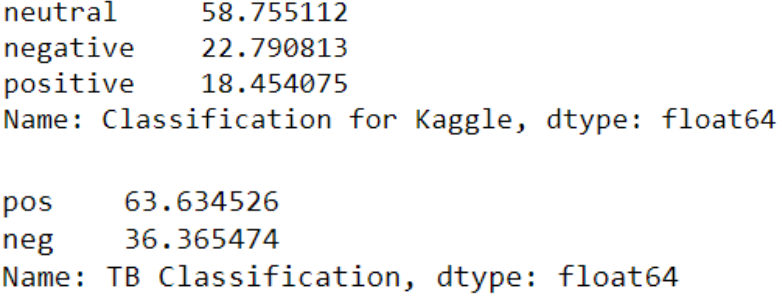 neutral     58.755112
negative    22.790813
positive    18.454075
Name: Classification for Kaggle, dtype: float64
pos    63.634526
neg    36.365474
Name: TB Classification, dtype: float64